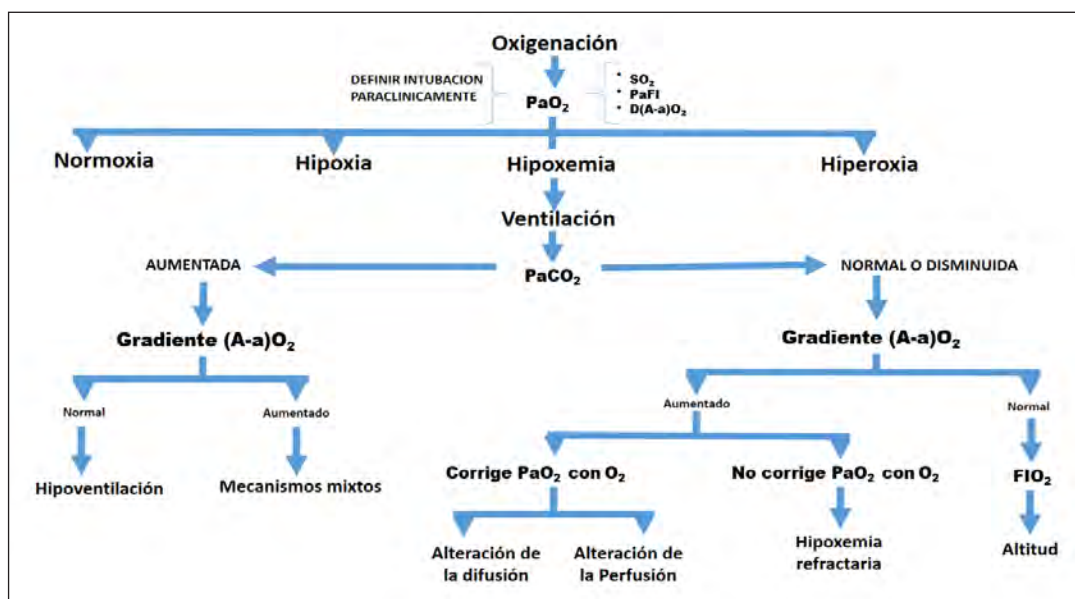 Oxigenación
DEFINIR INTUBACION
PARACLINICAMENTE
PaO₂
• SO₂
• PaFI
• D(A-a)O₂
Normoxia
Hipoxia
Hipoxemia
Hiperoxia
Ventilación
PaCO₂
AUMENTADA
NORMAL O DISMINUIDA
Gradiente (A-a)O₂
Gradiente (A-a)O₂
Normal
Aumentado
Aumentado
Normal
Hipoventilación
Mecanismos mixtos
Corrige PaO₂ con O₂
No corrige PaO₂ con O₂
FIO₂
Alteración de
la difusión
Alteración de
la Perfusión
Hipoxemia
refractaria
Altitud